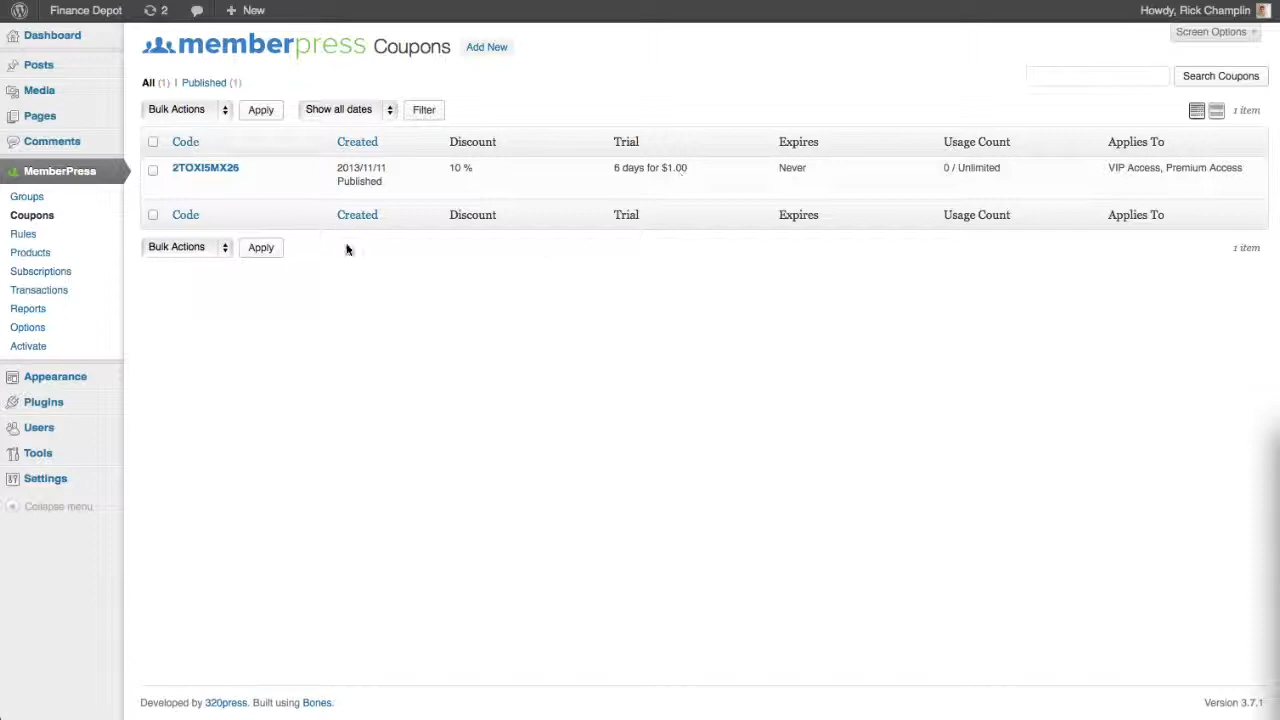 Finance Depot 2 New Howdy, Rick Champlin
Screen Options
Dashboard
Posts
Media
Pages
Comments
MemberPress
Groups
Coupons
Rules
Products
Subscriptions
Transactions
Reports
Options
Activate
Appearance
Plugins
Users
Tools
Settings
Collapse menu
memberpress Coupons Add New
All (1) | Published (1)
Search Coupons
Bulk Actions Apply Show all dates Filter 1 item
Code Created Discount Trial Expires Usage Count Applies To
2TOXI5MX26 2013/11/11 10 % 6 days for $1.00 Never 0 / Unlimited VIP Access, Premium Access
Published
Code Created Discount Trial Expires Usage Count Applies To
Bulk Actions Apply 1 item
Developed by 320press. Built using Bones. Version 3.7.1